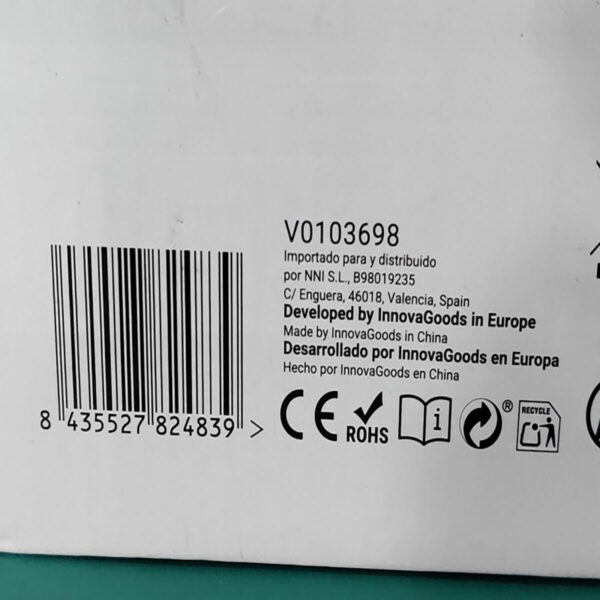 V0103698
Importado para y distribuido
por NNI S.L., B98019235
C/ Enguera, 46018, Valencia, Spain
Developed by InnovaGoods in Europe
Made by InnovaGoods in China
Desarrollado por InnovaGoods en Europa
Hecho por InnovaGoods en China
8 435527 824839 >
CE
ROHS
i
®
RECYCLE